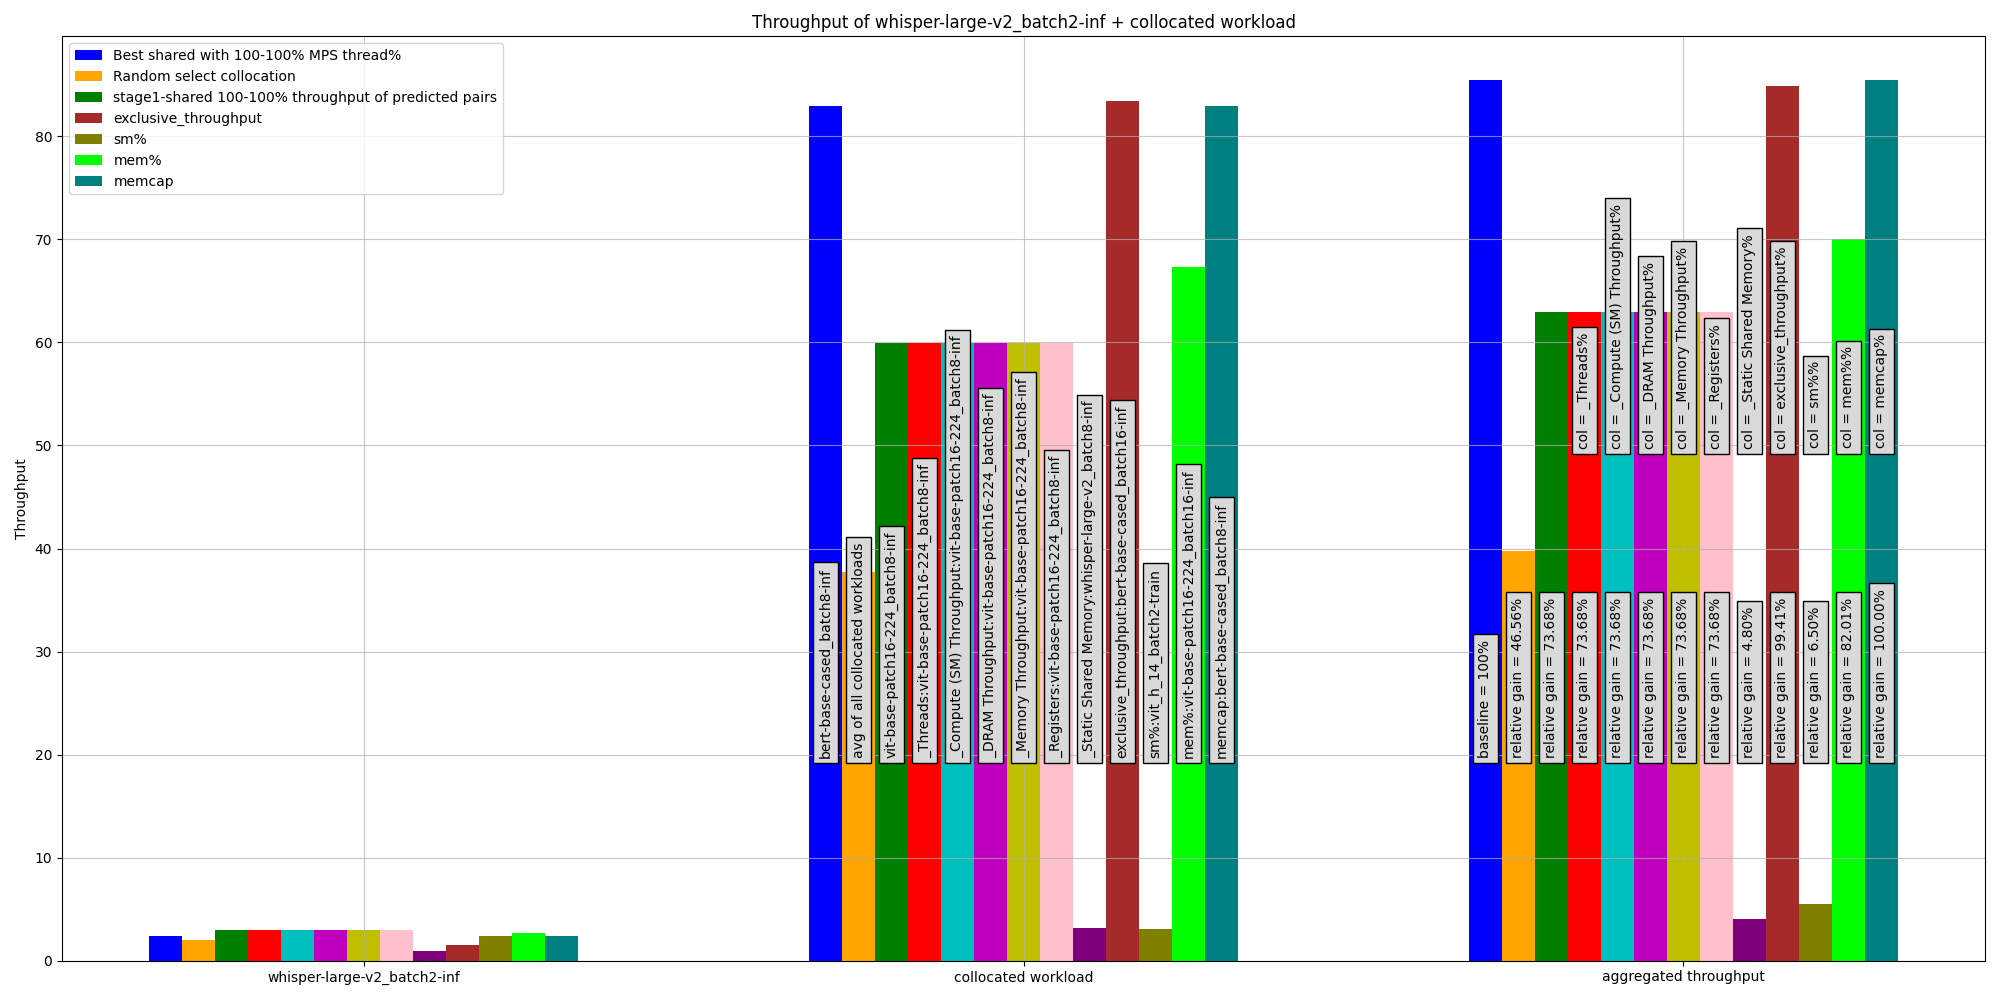 Throughput of whisper-large-v2_batch2-inf + collocated workload
Best shared with 100-100% MPS thread%
Random select collocation
stage1-shared 100-100% throughput of predicted pairs
exclusive_throughput
sm%
mem%
memcap
Throughput
80
70
60
50
40
30
20
10
0
bert-base-cased_batch8-inf
avg of all collocated workloads
vit-base-patch16-224_batch8-inf
_Threads:vit-base-patch16-224_batch8-inf
_Compute (SM) Throughput:vit-base-patch16-224_batch8-inf
_DRAM Throughput:vit-base-patch16-224_batch8-inf
_Memory Throughput:vit-base-patch16-224_batch8-inf
_Registers:vit-base-patch16-224_batch8-inf
_Static Shared Memory:whisper-large-v2_batch8-inf
exclusive_throughput:bert-base-cased_batch16-inf
sm%:vit_h_14_batch2-train
mem%:vit-base-patch16-224_batch16-inf
memcap:bert-base-cased_batch8-inf
col = _Threads%
col = _Compute (SM) Throughput%
col = _DRAM Throughput%
col = _Memory Throughput%
col = _Registers%
col = _Static Shared Memory%
col = exclusive_throughput%
col = sm%%
col = mem%%
col = memcap%
baseline = 100%
relative gain = 46.56%
relative gain = 73.68%
relative gain = 73.68%
relative gain = 73.68%
relative gain = 73.68%
relative gain = 73.68%
relative gain = 73.68%
relative gain = 4.80%
relative gain = 99.41%
relative gain = 6.50%
relative gain = 82.01%
relative gain = 100.00%
whisper-large-v2_batch2-inf
collocated workload
aggregated throughput